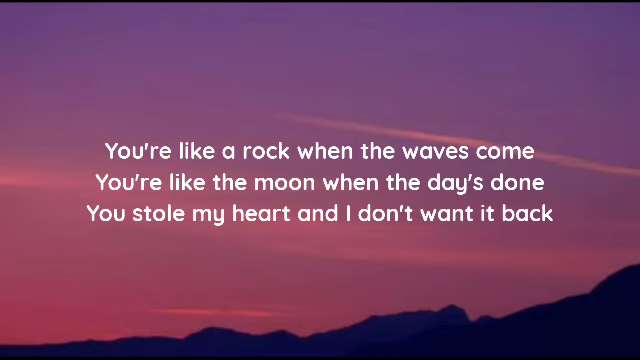 You're like a rock when the waves come
You're like the moon when the day's done
You stole my heart and I don't want it back